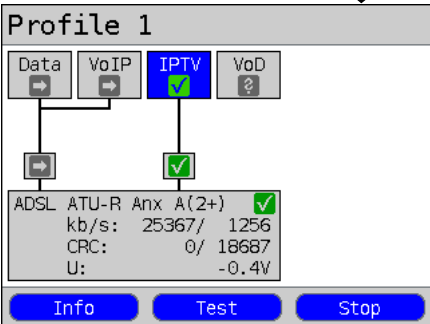 Profile 1
Data VoIP IPTV VoD
?
ADSL ATU-R Anx A(2+)
kb/s: 25367/ 1256
CRC: 0/ 18687
U: -0.4V
Info Test Stop